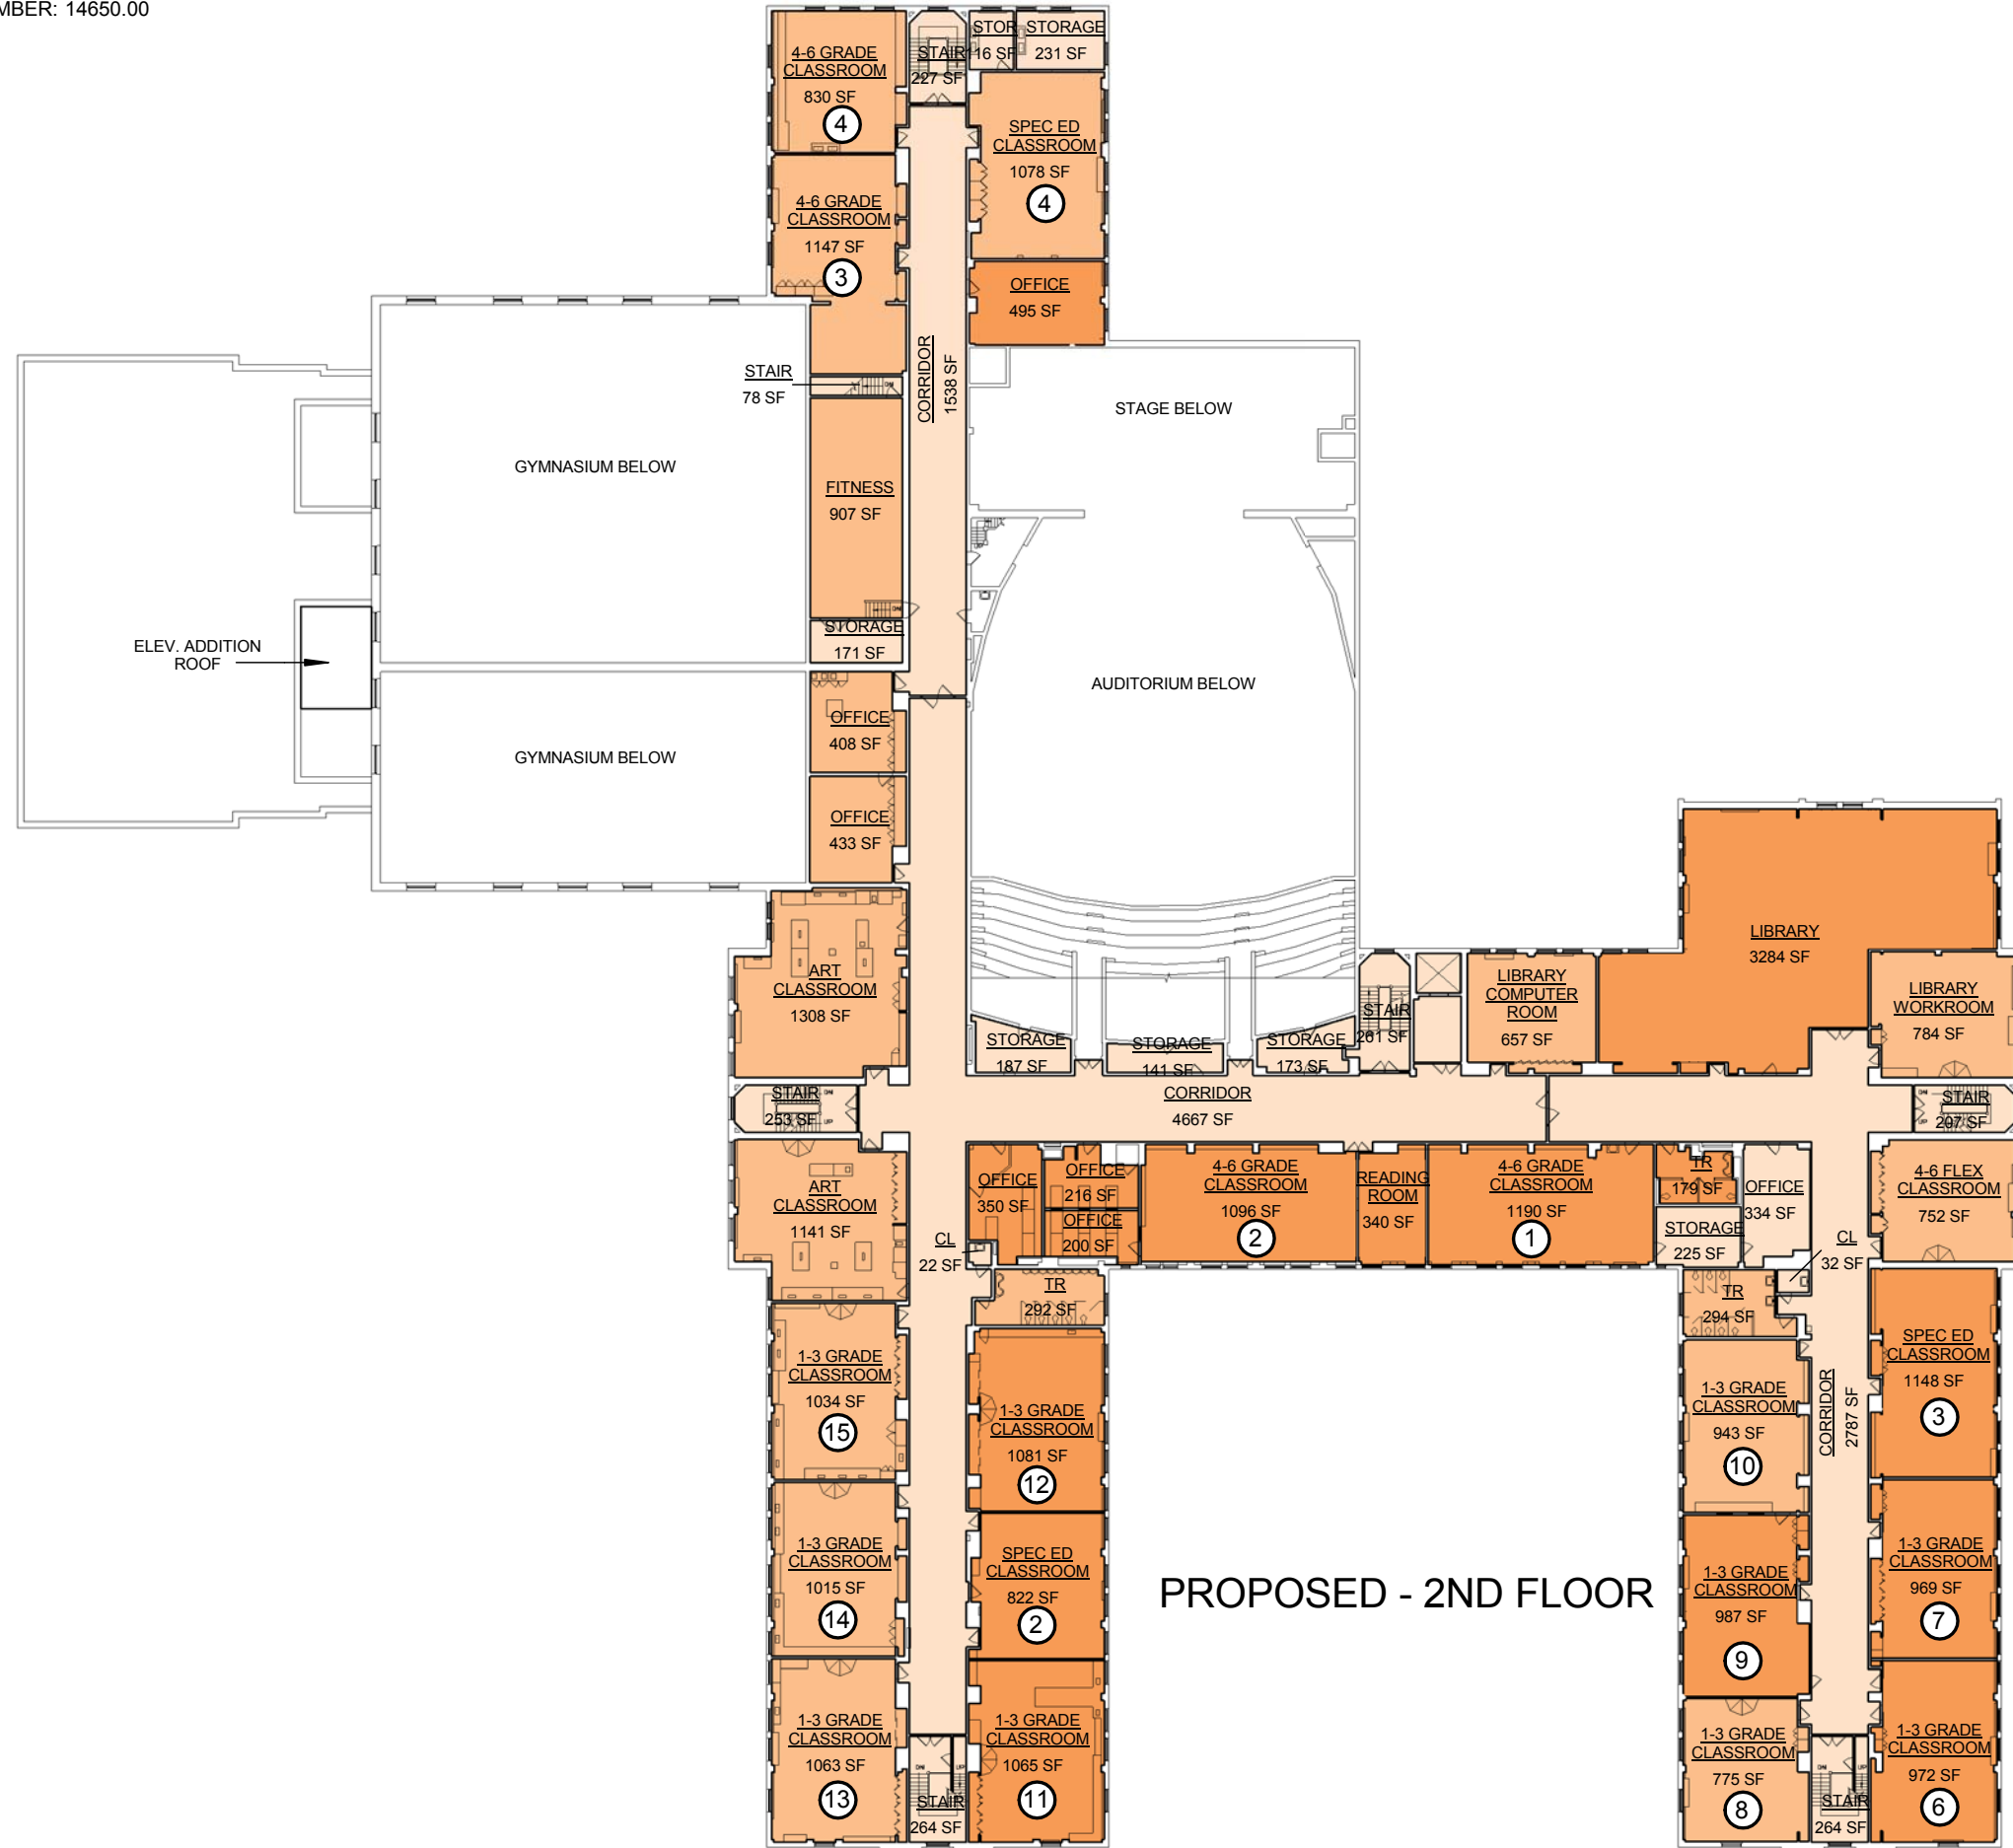 MBER: 14650.00
4-6 GRADE
CLASSROOM
830 SF
4
STAIR
227 SF
STOR
116 SF
STORAGE
231 SF
SPEC ED
CLASSROOM
1078 SF
4
4-6 GRADE
CLASSROOM
1147 SF
3
OFFICE
495 SF
CORRIDOR
1538 SF
STAIR
78 SF
STAGE BELOW
GYMNASIUM BELOW
FITNESS
907 SF
STORAGE
171 SF
ELEV. ADDITION
ROOF
AUDITORIUM BELOW
OFFICE
408 SF
GYMNASIUM BELOW
OFFICE
433 SF
ART
CLASSROOM
1308 SF
LIBRARY
3284 SF
LIBRARY
COMPUTER
ROOM
657 SF
LIBRARY
WORKROOM
784 SF
STAIR
261 SF
STORAGE
187 SF
STORAGE
141 SF
STORAGE
173 SF
STAIR
253 SF
CORRIDOR
4667 SF
STAIR
207 SF
ART
CLASSROOM
1141 SF
OFFICE
350 SF
OFFICE
216 SF
OFFICE
200 SF
4-6 GRADE
CLASSROOM
1096 SF
2
READING
ROOM
340 SF
4-6 GRADE
CLASSROOM
1190 SF
1
TR
179 SF
STORAGE
225 SF
OFFICE
334 SF
4-6 FLEX
CLASSROOM
752 SF
CL
22 SF
CL
32 SF
TR
292 SF
TR
294 SF
1-3 GRADE
CLASSROOM
1034 SF
15
1-3 GRADE
CLASSROOM
1081 SF
12
1-3 GRADE
CLASSROOM
943 SF
10
CORRIDOR
2787 SF
SPEC ED
CLASSROOM
1148 SF
3
1-3 GRADE
CLASSROOM
1015 SF
14
SPEC ED
CLASSROOM
822 SF
2
PROPOSED - 2ND FLOOR
1-3 GRADE
CLASSROOM
987 SF
9
1-3 GRADE
CLASSROOM
969 SF
7
1-3 GRADE
CLASSROOM
1063 SF
13
STAIR
264 SF
1-3 GRADE
CLASSROOM
1065 SF
11
1-3 GRADE
CLASSROOM
775 SF
8
STAIR
264 SF
1-3 GRADE
CLASSROOM
972 SF
6